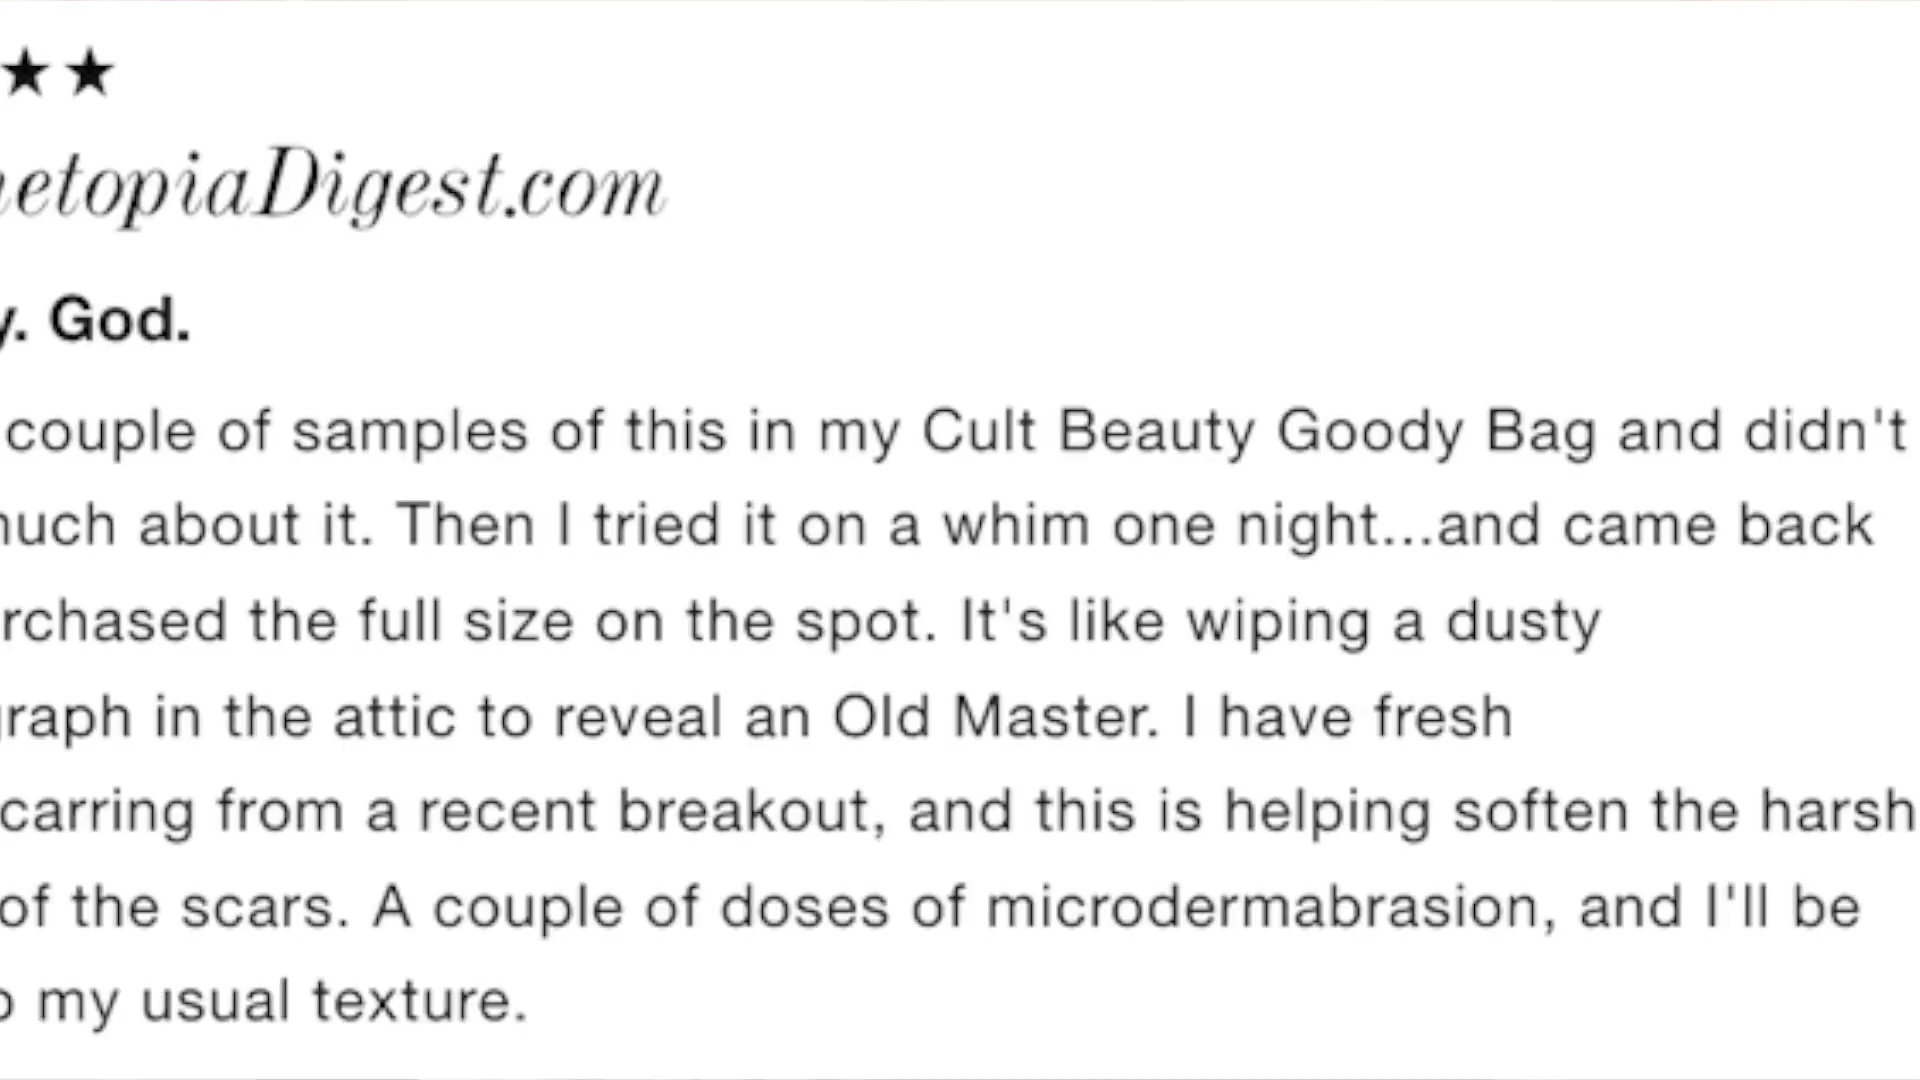 ★★
etopiaDigest.com
y. God.
couple of samples of this in my Cult Beauty Goody Bag and didn't
uch about it. Then I tried it on a whim one night...and came back
rchased the full size on the spot. It's like wiping a dusty
graph in the attic to reveal an Old Master. I have fresh
carring from a recent breakout, and this is helping soften the harsh
of the scars. A couple of doses of microdermabrasion, and I'll be
o my usual texture.